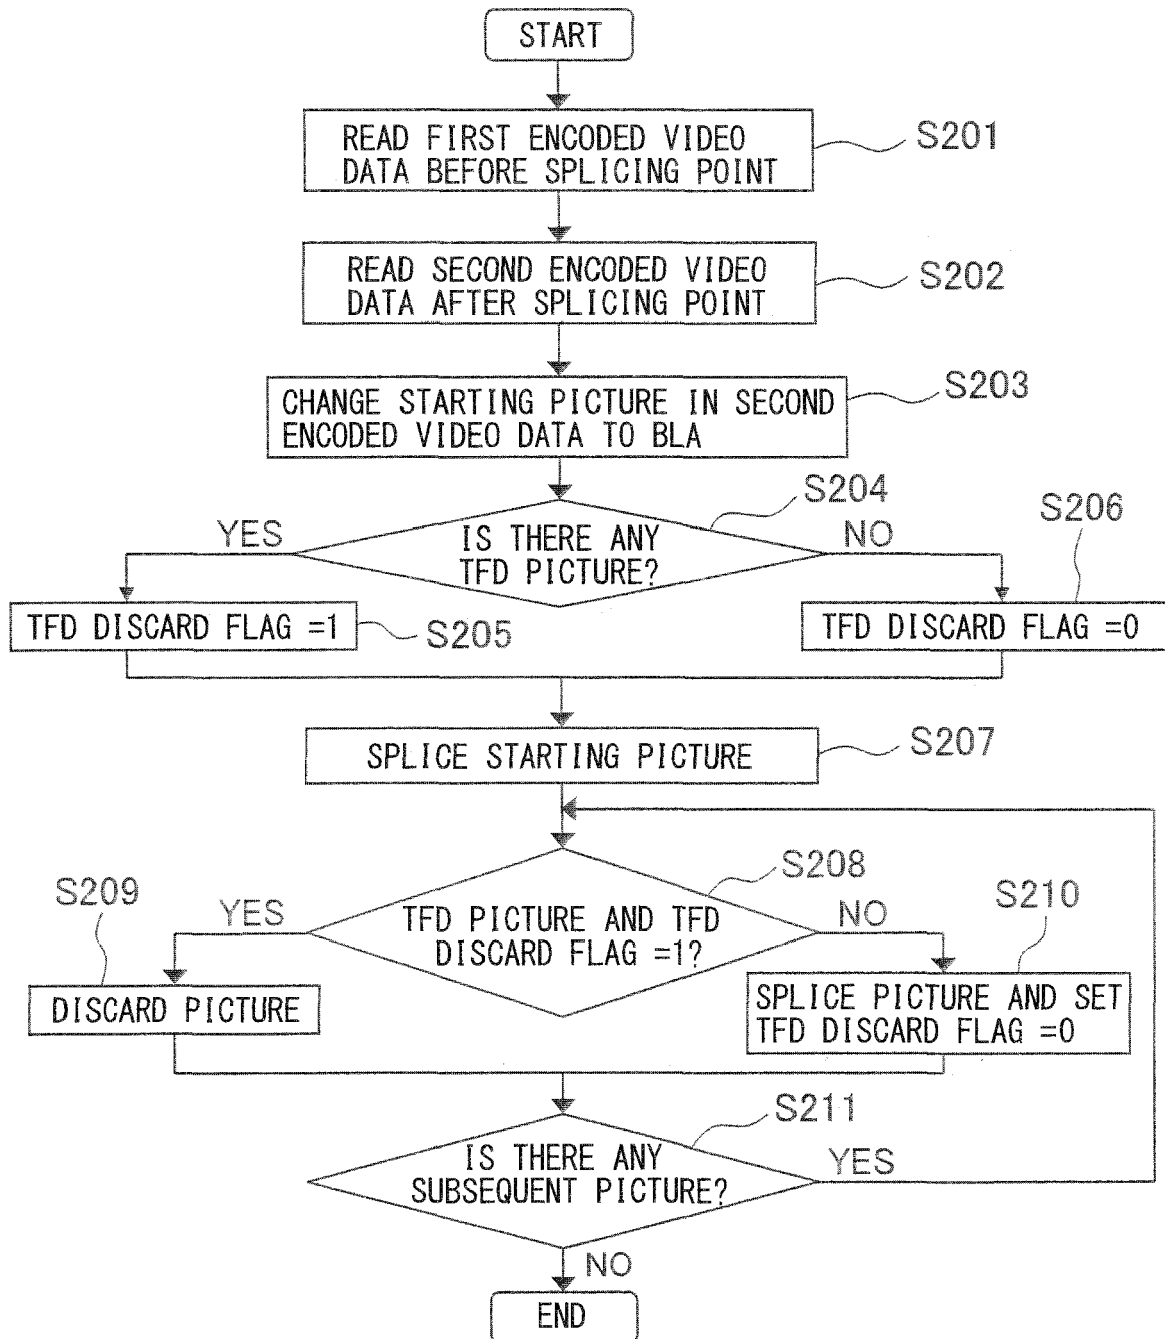 START
READ FIRST ENCODED VIDEO
DATA BEFORE SPLICING POINT
S201
READ SECOND ENCODED VIDEO
DATA AFTER SPLICING POINT
S202
CHANGE STARTING PICTURE IN SECOND
ENCODED VIDEO DATA TO BLA
S203
IS THERE ANY
TFD PICTURE?
S204
YES
NO
TFD DISCARD FLAG =1
S205
TFD DISCARD FLAG =0
S206
SPLICE STARTING PICTURE
S207
TFD PICTURE AND TFD
DISCARD FLAG =1?
S208
YES
NO
DISCARD PICTURE
S209
SPLICE PICTURE AND SET
TFD DISCARD FLAG =0
S210
IS THERE ANY
SUBSEQUENT PICTURE?
S211
YES
NO
END